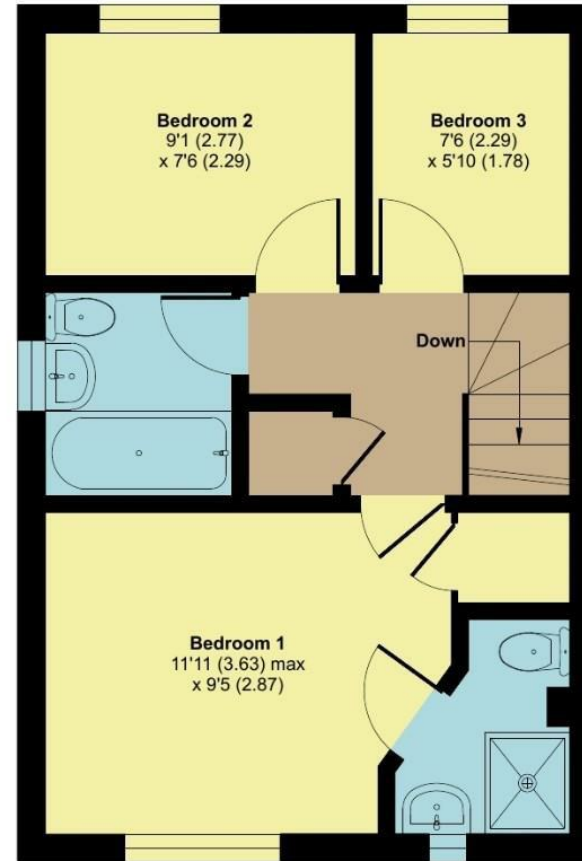 Bedroom 2
9'1 (2.77)
x 7'6 (2.29)
Bedroom 3
7'6 (2.29)
x 5'10 (1.78)
Down
Bedroom 1
11'11 (3.63) max
x 9'5 (2.87)